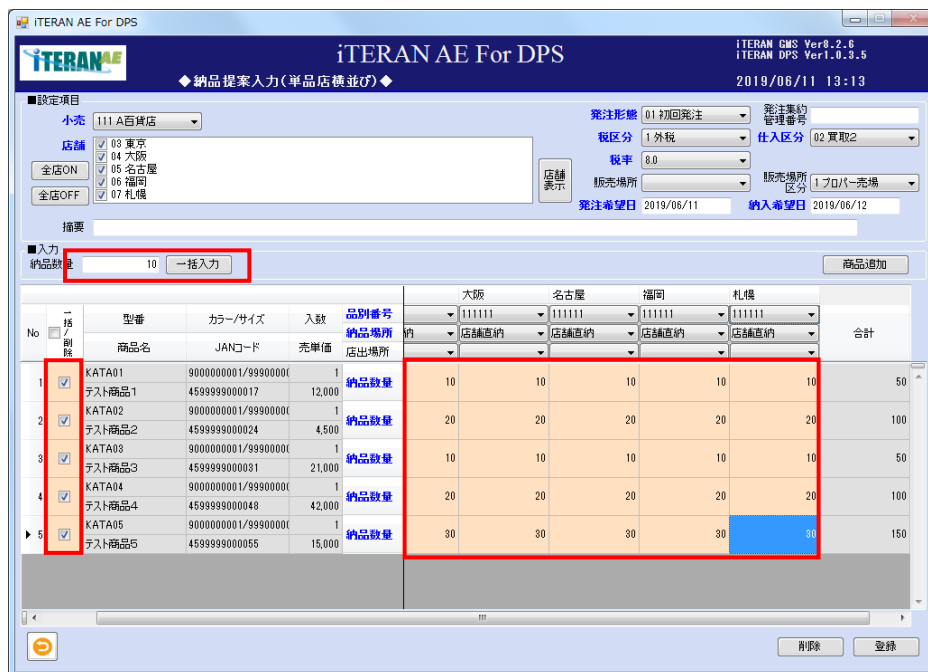 iTERAN AE For DPS
iTERAN AE
iTERAN AE For DPS
iTERAN GMS Ver8.2.6
iTERAN DPS Ver1.0.3.5
◆納品提案入力(単品店横並び)◆
2019/06/11 13:13
■設定項目
小売 111 A百貨店
発注形態 01 初回発注 発注集約管理番号
店舗 03 東京
04 大阪
05 名古屋
06 福岡
07 札幌
全店ON
全店OFF
店舗表示
税区分 1 外税 仕入区分 02 買取2
税率 8.0
販売場所 販売場所区分 1 プロパー売場
発注希望日 2019/06/11 納入希望日 2019/06/12
摘要
■入力
納品数量 10 一括入力 商品追加
大阪 名古屋 福岡 札幌
No 一括/削除 型番 カラー/サイズ 入数 品別番号 111111 111111 111111 111111 合計
納品場所 納 店舗直納 店舗直納 店舗直納 店舗直納
商品名 JANコード 売単価 店出場所
1 KATA01 9000000001/99900000 1 納品数量 10 10 10 10 10 50
テスト商品1 4599999000017 12,000
2 KATA02 9000000001/99900000 1 納品数量 20 20 20 20 20 100
テスト商品2 4599999000024 4,500
3 KATA03 9000000001/99900000 1 納品数量 10 10 10 10 10 50
テスト商品3 4599999000031 21,000
4 KATA04 9000000001/99900000 1 納品数量 20 20 20 20 20 100
テスト商品4 4599999000048 42,000
5 KATA05 9000000001/99900000 1 納品数量 30 30 30 30 30 150
テスト商品5 4599999000055 15,000
削除 登録